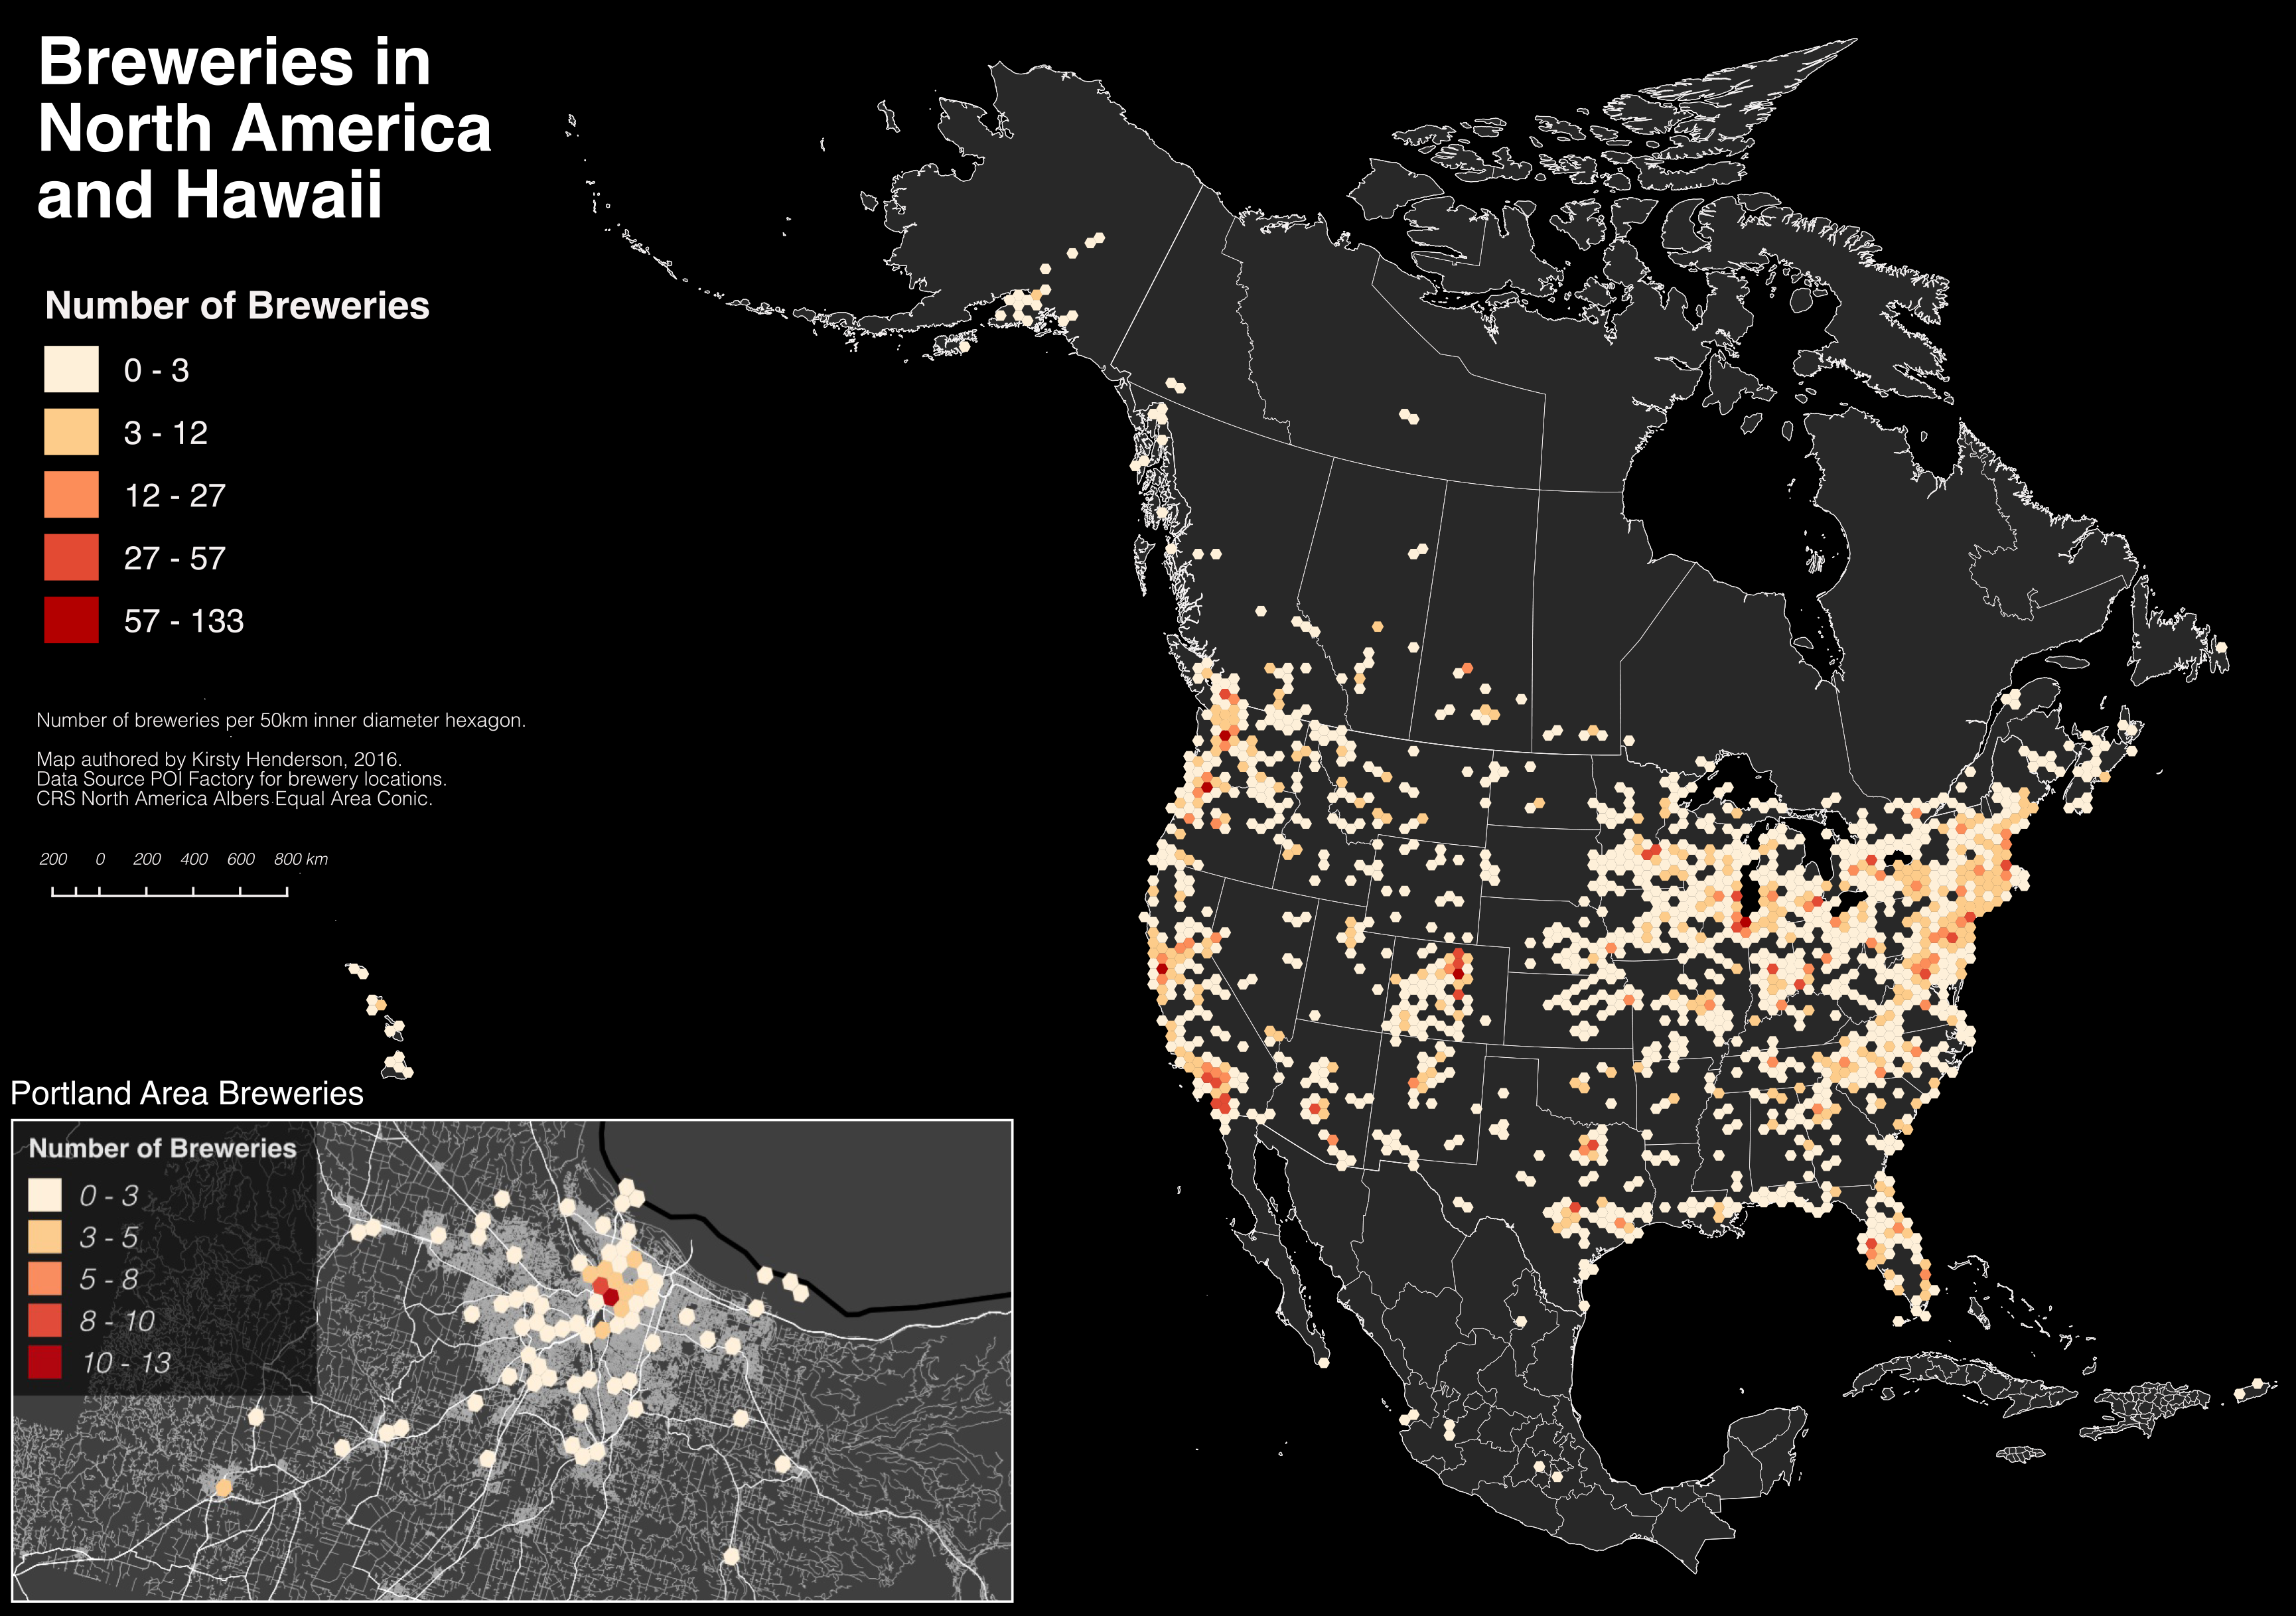 Breweries in
North America
and Hawaii
Number of Breweries
0 - 3
3 - 12
12 - 27
27 - 57
57 - 133
Number of breweries per 50km inner diameter hexagon.
Map authored by Kirsty Henderson, 2016.
Data Source POI Factory for brewery locations.
CRS North America Albers Equal Area Conic.
200 0 200 400 600 800 km
Portland Area Breweries
Number of Breweries
0 - 3
3 - 5
5 - 8
8 - 10
10 - 13